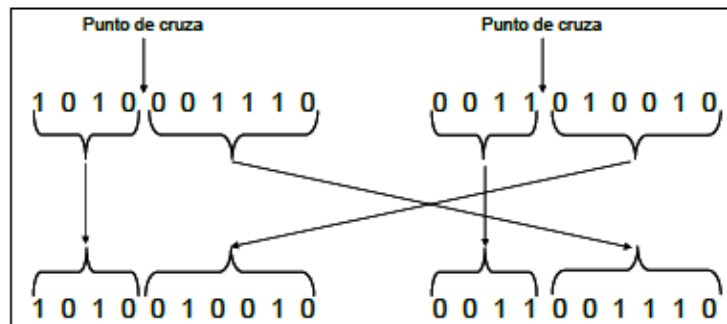 Punto de cruza Punto de cruza
1 0 1 0 0 0 1 1 1 0 0 0 1 1 0 1 0 0 1 0
1 0 1 0 0 1 0 0 1 0 0 0 1 1 0 0 1 1 1 0